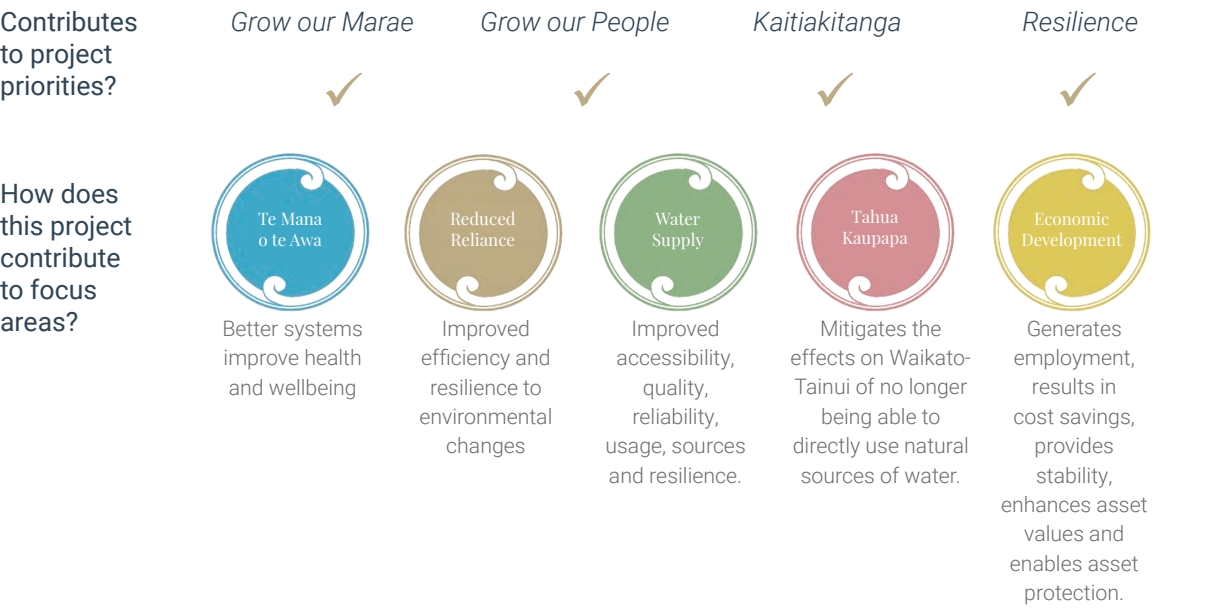 Contributes
to project
priorities?
Grow our Marae
Grow our People
Kaitiakitanga
Resilience
How does
this project
contribute
to focus
areas?
Te Mana
o te Awa
Better systems
improve health
and wellbeing
Reduced
Reliance
Improved
efficiency and
resilience to
environmental
changes
Water
Supply
Improved
accessibility,
quality,
reliability,
usage, sources
and resilience.
Tahua
Kaupapa
Mitigates the
effects on Waikato-
Tainui of no longer
being able to
directly use natural
sources of water.
Economic
Development
Generates
employment,
results in
cost savings,
provides
stability,
enhances asset
values and
enables asset
protection.